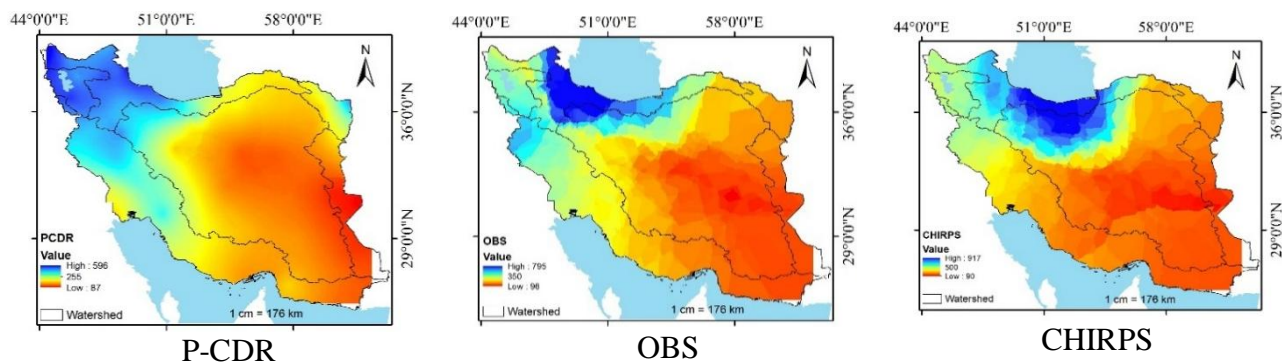 44°0'0"E 51°0'0"E 58°0'0"E
N
36°0'0"N
29°0'0"N
PCDR
Value
High : 596
255
Low : 87
Watershed
1 cm = 176 km
P-CDR
44°0'0"E 51°0'0"E 58°0'0"E
N
36°0'0"N
29°0'0"N
OBS
Value
High : 795
350
Low : 96
Watershed
1 cm = 176 km
OBS
44°0'0"E 51°0'0"E 58°0'0"E
N
36°0'0"N
29°0'0"N
CHIRPS
Value
High : 917
500
Low : 90
Watershed
1 cm = 176 km
CHIRPS